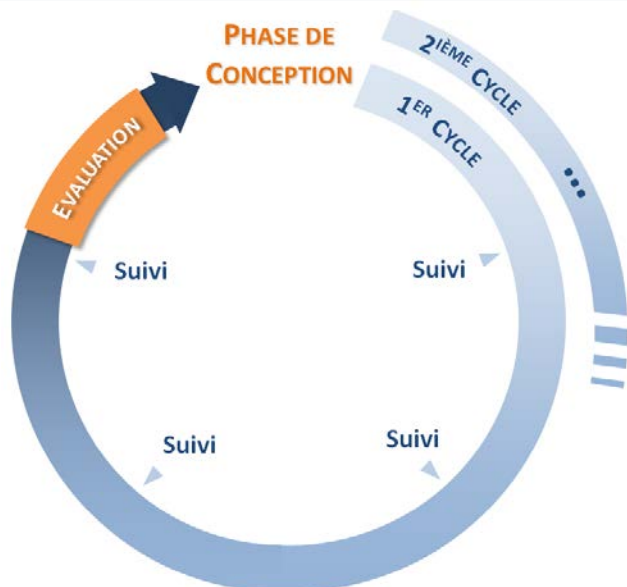 PHASE DE
CONCEPTION
2IÈME CYCLE
1ER CYCLE
...
EVALUATION
Suivi
Suivi
Suivi
Suivi